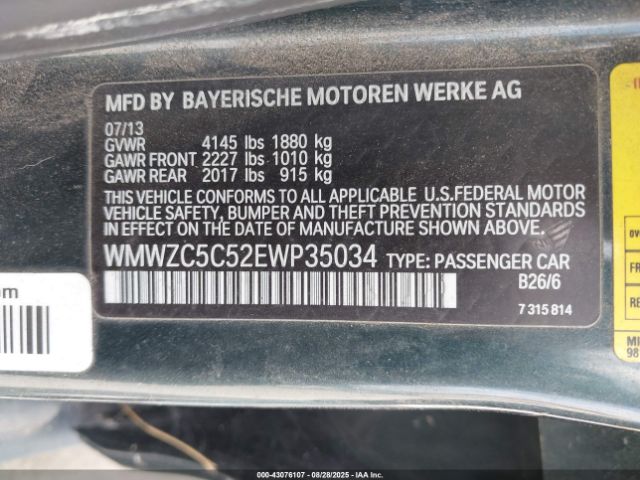 MFD BY BAYERISCHE MOTOREN WERKE AG
07/13
GVWR 4145 lbs 1880 kg
GAWR FRONT 2227 lbs 1010 kg
GAWR REAR 2017 lbs 915 kg
THIS VEHICLE CONFORMS TO ALL APPLICABLE U.S.FEDERAL MOTOR
VEHICLE SAFETY, BUMPER AND THEFT PREVENTION STANDARDS
IN EFFECT ON THE DATE OF MANUFACTURE SHOWN ABOVE.
WMWZC5C52EWP35034 TYPE: PASSENGER CAR
B26/6
7 315 814
000-43076107 - 08/28/2025 - COPYRIGHT IAA, LLC.